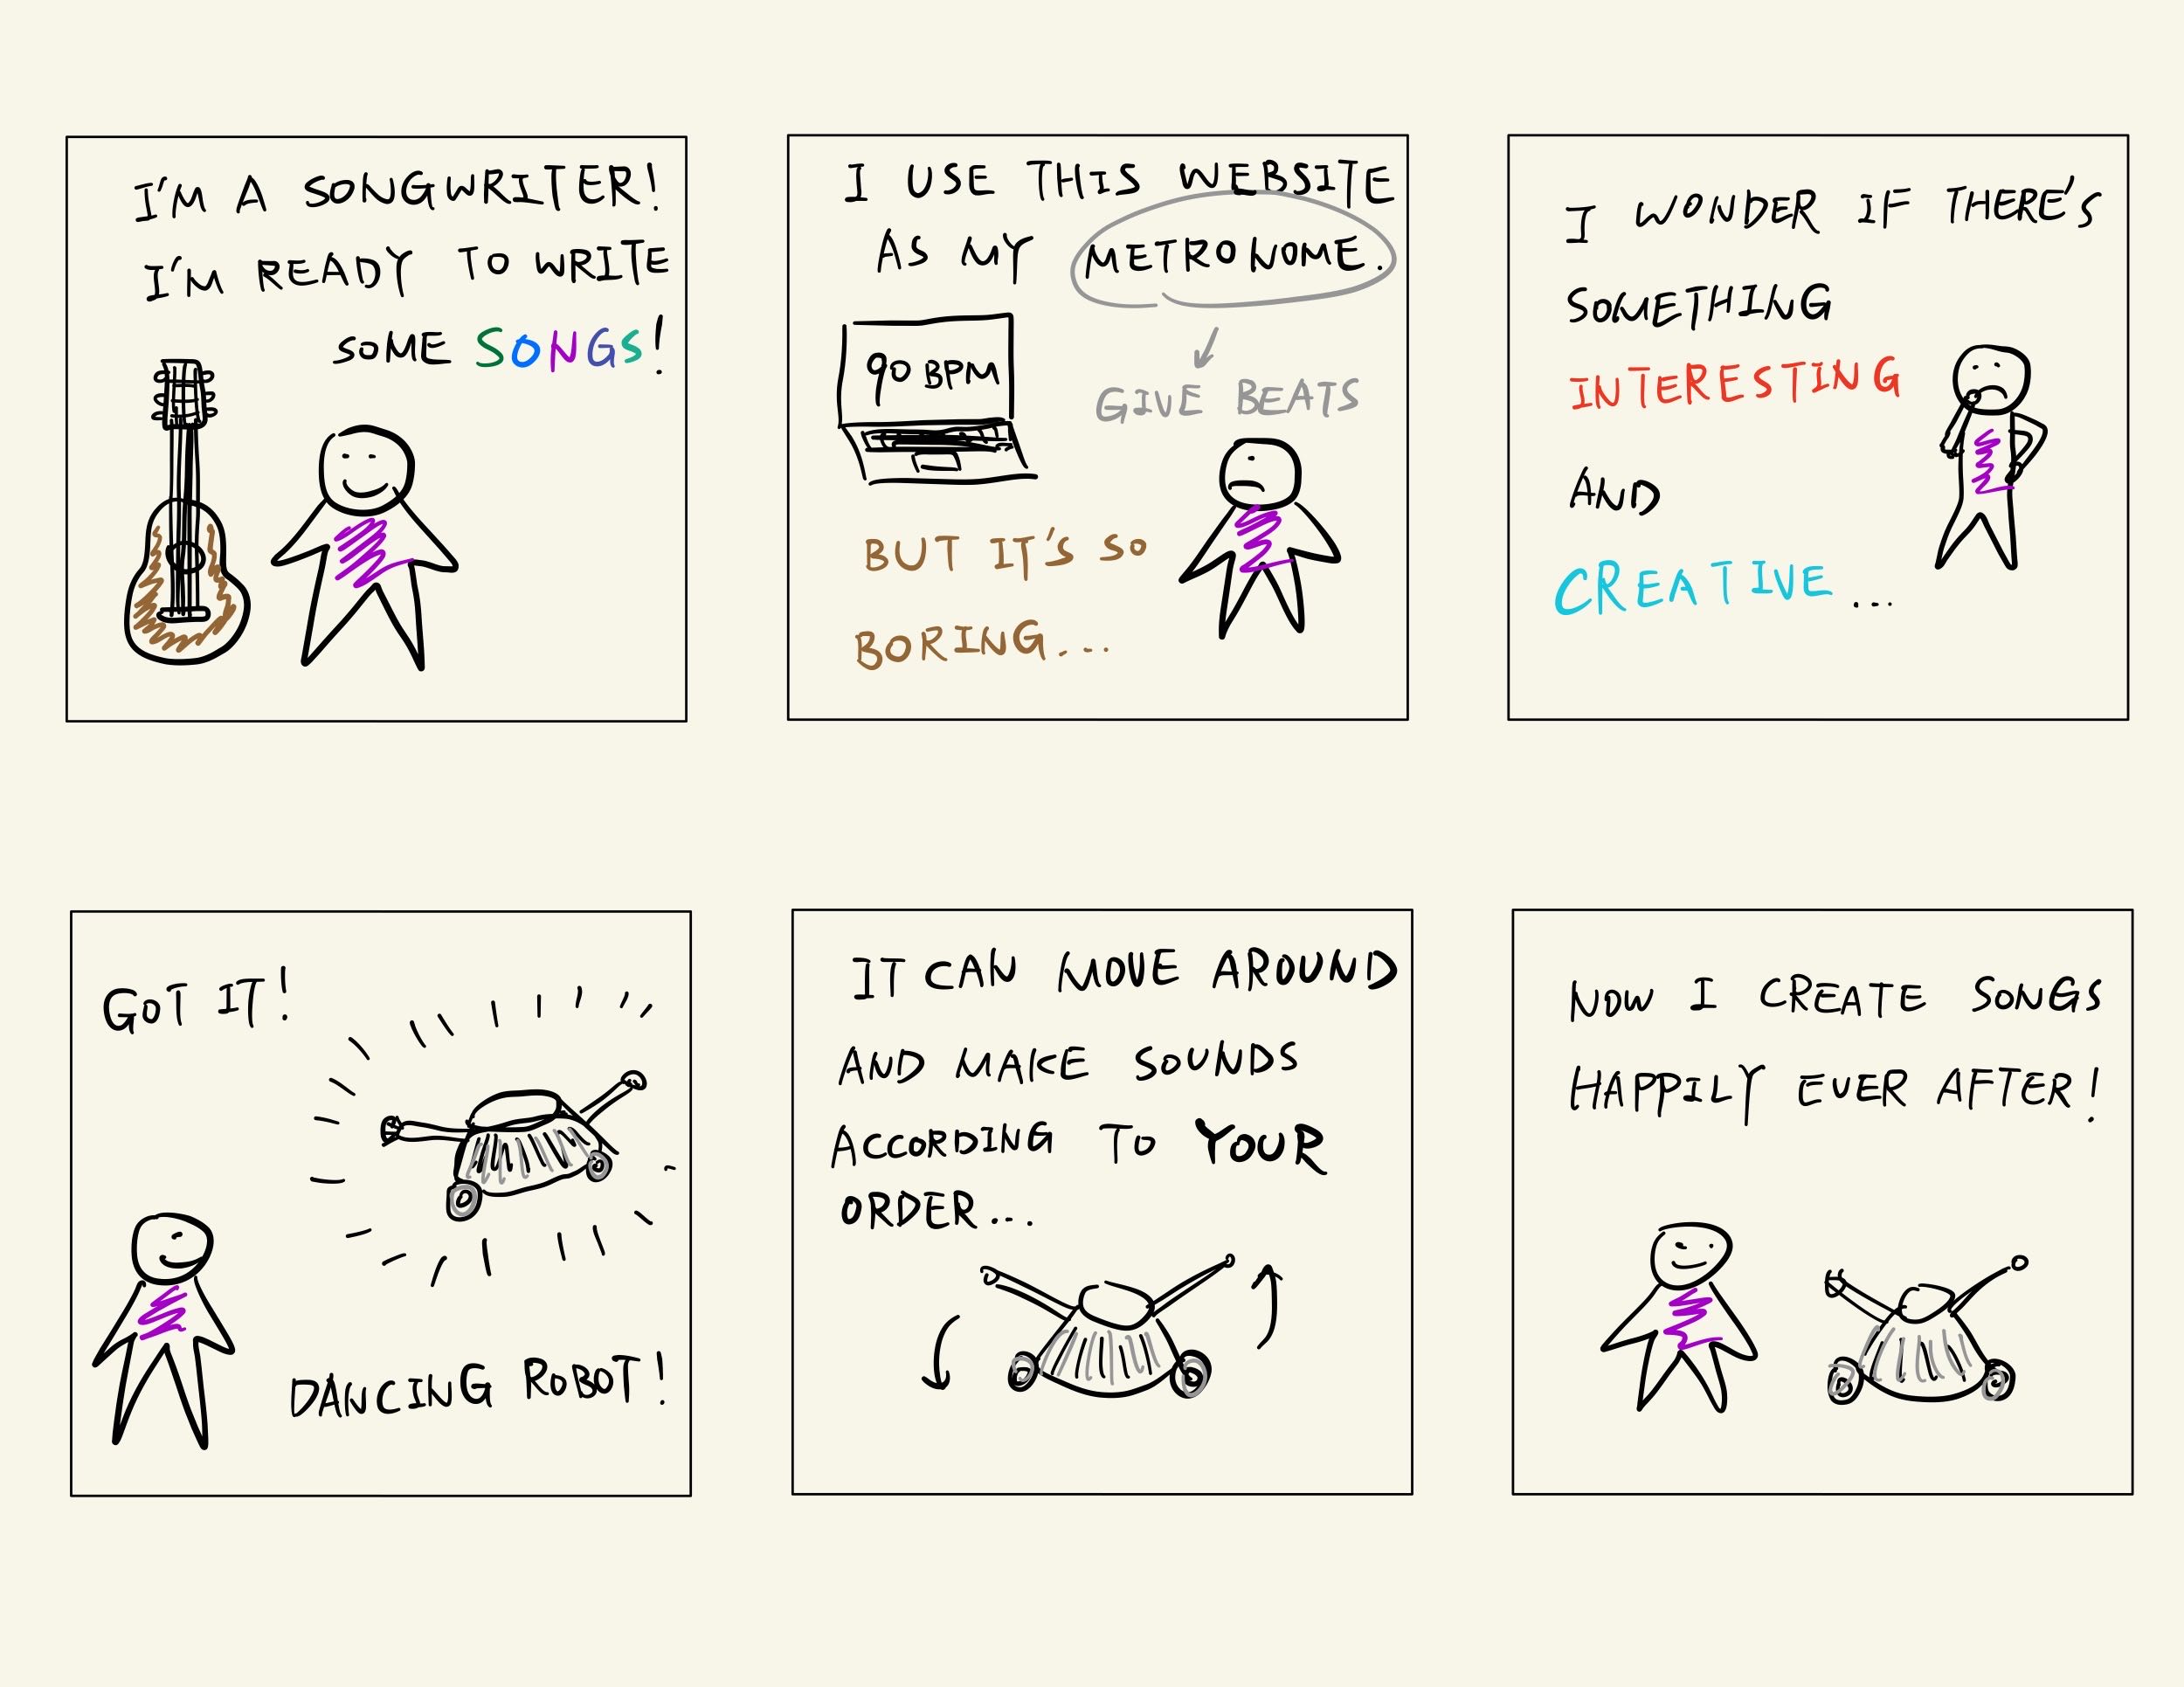 I'M A SONGWRITER!
I'M READY TO WRITE
SOME SONGS!
I USE THIS WEBSITE
AS MY METRONOME.
90 BPM
GIVE BEATS
BUT IT'S SO
BORING...
I WONDER IF THERE'S
SOMETHING
INTERESTING
AND
CREATIVE...
GOT IT!
DANCING ROBOT!
IT CAN MOVE AROUND
AND MAKE SOUNDS
ACCORDING TO YOUR
ORDER...
NOW I CREATE SONGS
HAPPILY EVER AFTER!